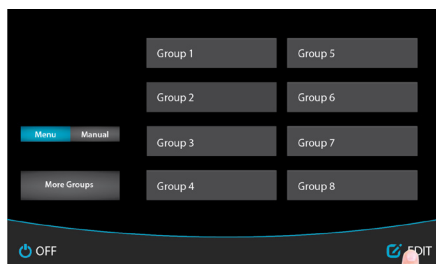 Group 1
Group 5
Group 2
Group 6
Menu
Manual
Group 3
Group 7
More Groups
Group 4
Group 8
OFF
EDIT